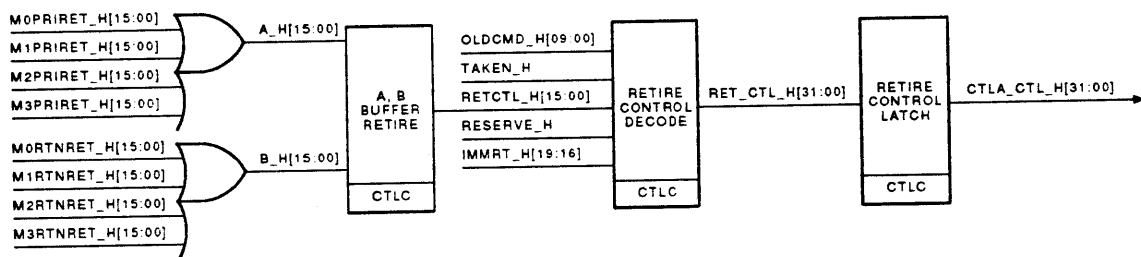 M0PRIRET_H[15:00]
M1PRIRET_H[15:00]
M2PRIRET_H[15:00]
M3PRIRET_H[15:00]
A_H[15:00]
M0RTNRET_H[15:00]
M1RTNRET_H[15:00]
M2RTNRET_H[15:00]
M3RTNRET_H[15:00]
B_H[15:00]
A, B
BUFFER
RETIRE
CTLC
OLDCMD_H[09:00]
TAKEN_H
RETCTL_H[15:00]
RESERVE_H
IMMRT_H[19:16]
RETIRE
CONTROL
DECODE
CTLC
RET_CTL_H[31:00]
RETIRE
CONTROL
LATCH
CTLC
CTLA_CTL_H[31:00]